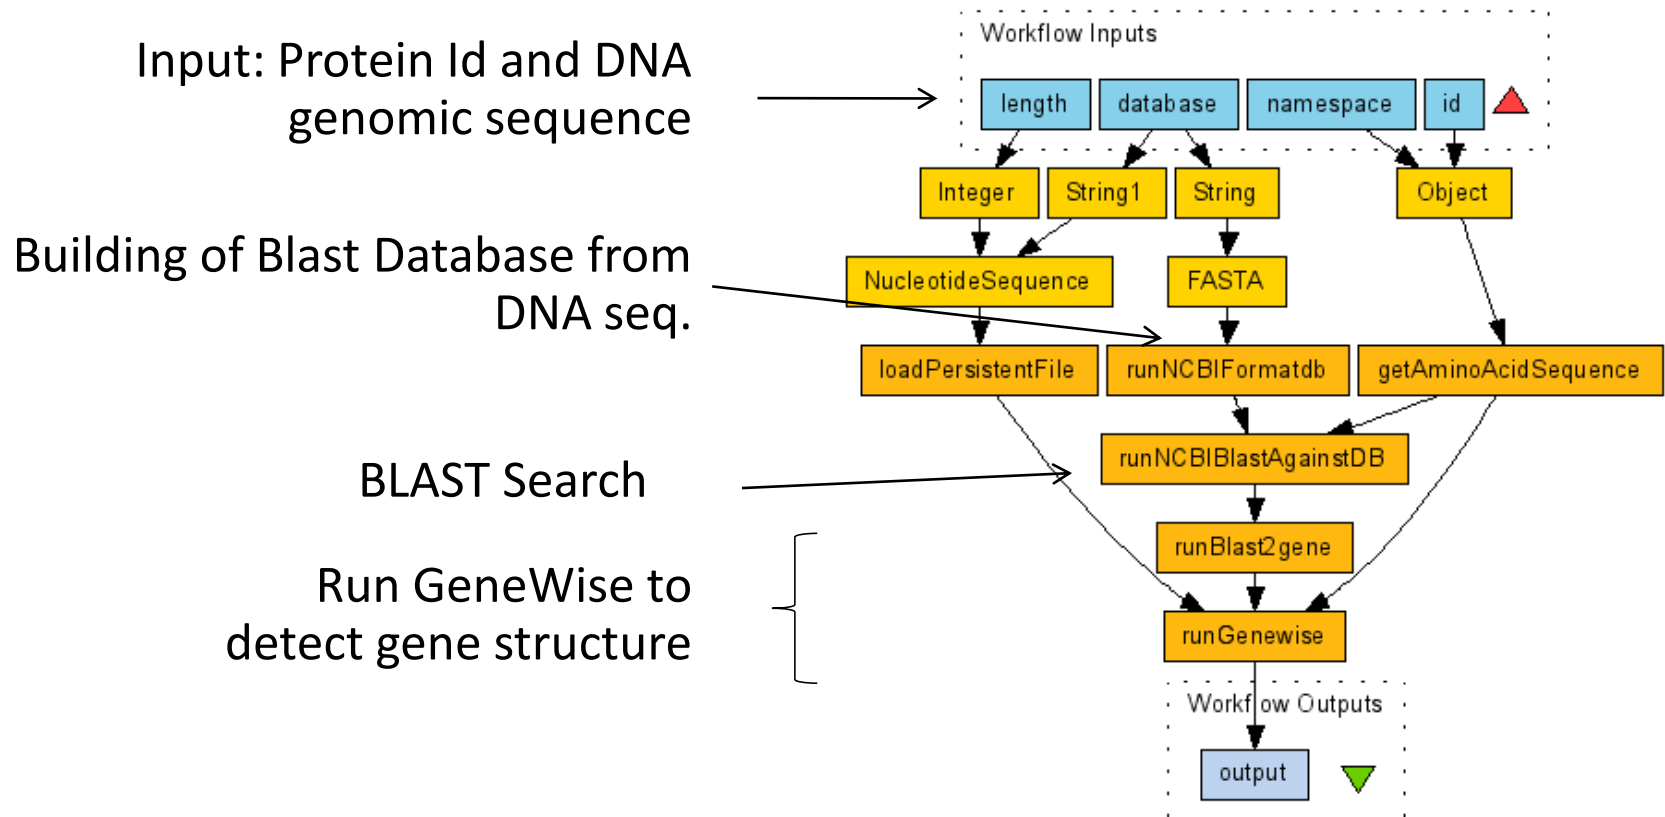 Input: Protein Id and DNA
genomic sequence
Building of Blast Database from
DNA seq.
BLAST Search
Run GeneWise to
detect gene structure
Workflow Inputs
length
database
namespace
id
Integer
String1
String
Object
NucleotideSequence
FASTA
loadPersistentFile
runNCBIFormatdb
getAminoAcidSequence
runNCBIBlastAgainstDB
runBlast2gene
runGenewise
Workflow Outputs
output